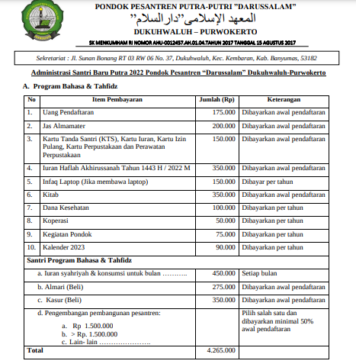 PONDOK PESANTREN PUTRA-PUTRI "DARUSSALAM"
المعهد الإسلامى "دار السلام"
DUKUHWALUH – PURWOKERTO
SK MENKUMHAM RI NOMOR AHU-0012457.AH.01.04.TAHUN 2017 TANGGAL 15 AGUSTUS 2017
Sekretariat : Jl. Sunan Bonang RT 03 RW 06 No. 37, Dukuhwaluh, Kec. Kembaran, Kab. Banyumas, 53182
Administrasi Santri Baru Putra 2022 Pondok Pesantren "Darussalam" Dukuhwaluh-Purwokerto
A. Program Bahasa & Tahfidz
No Item Pembayaran Jumlah (Rp) Keterangan
1. Uang Pendaftaran 175.000 Dibayarkan awal pendaftaran
2. Jas Almamater 200.000 Dibayarkan awal pendaftaran
3. Kartu Tanda Santri (KTS), Kartu Iuran, Kartu Izin 150.000 Dibayarkan awal pendaftaran
Pulang, Kartu Perpustakaan dan Perawatan
Perpustakaan
4. Iuran Haflah Akhirussanah Tahun 1443 H / 2022 M 350.000 Dibayarkan awal pendaftaran
5. Infaq Laptop (Jika membawa laptop) 150.000 Dibayar per tahun
6. Kitab 350.000 Dibayarkan awal pendaftaran
7. Dana Kesehatan 100.000 Dibayarkan per tahun
8. Koperasi 50.000 Dibayarkan per tahun
9. Kegiatan Pondok 75.000 Dibayarkan per tahun
10. Kalender 2023 90.000 Dibayarkan per tahun
Santri Program Bahasa & Tahfidz
a. Iuran syahriyah & konsumsi untuk bulan ………. 450.000 Setiap bulan
b. Almari (Beli) 275.000 Dibayarkan awal pendaftaran
c. Kasur (Beli) 350.000 Dibayarkan awal pendaftaran
d. Pengembangan pembangunan pesantren: Pilih salah satu dan
dibayarkan minimal 50%
a. Rp 1.500.000 awal pendaftaran
b. > Rp. 1.500.000
c. Lain- lain ………………….
Total 4.265.000